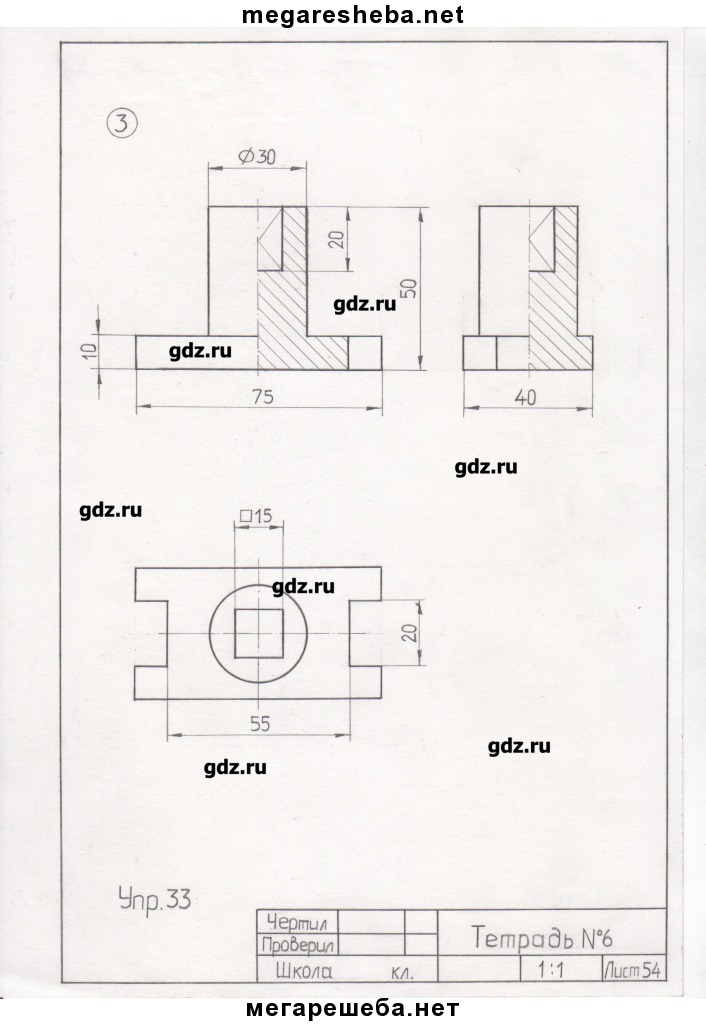 megaresheba.net
3
Ø30
20
50
gdz.ru
10
gdz.ru
75
40
gdz.ru
gdz.ru
□15
gdz.ru
20
55
gdz.ru
gdz.ru
Упр.33
Чертил
Проверил
Тетрадь №6
Школа кл.
1:1
Лист 54
мегарешеба.нет